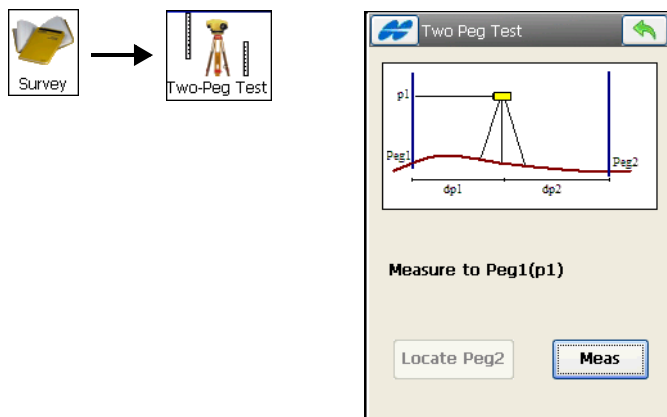 Survey
Two-Peg Test
Two Peg Test
p1
Peg1
Peg2
dp1
dp2
Measure to Peg1(p1)
Locate Peg2
Meas